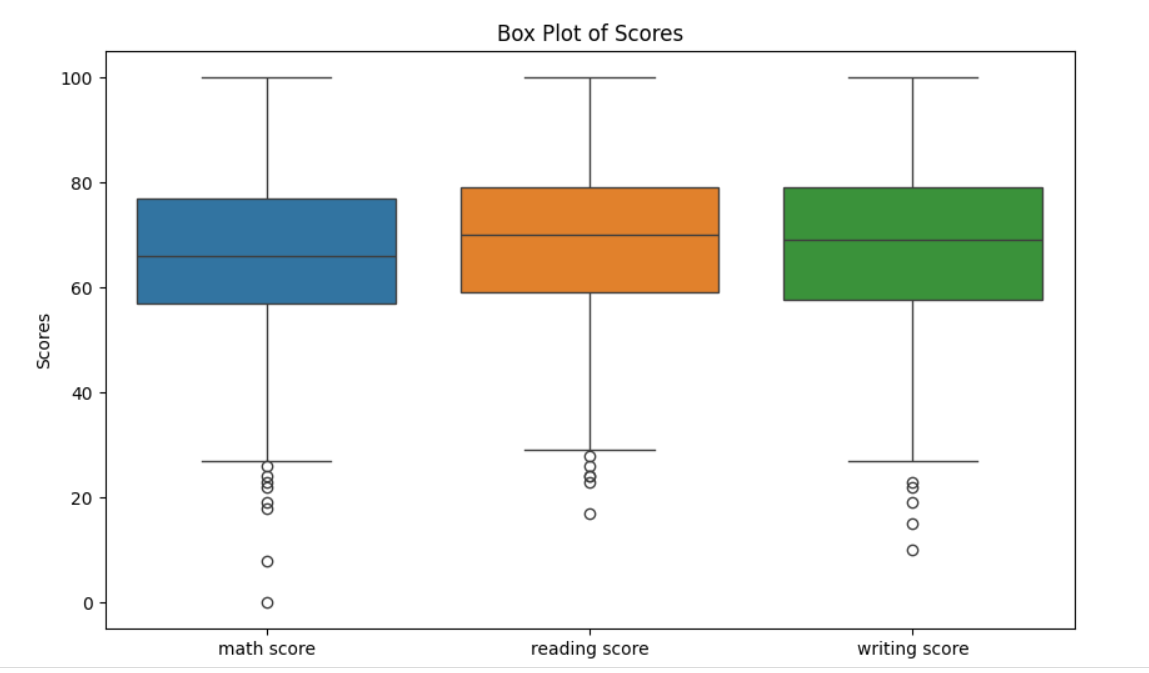 Box Plot of Scores
100
80
60
40
20
0
Scores
math score
reading score
writing score